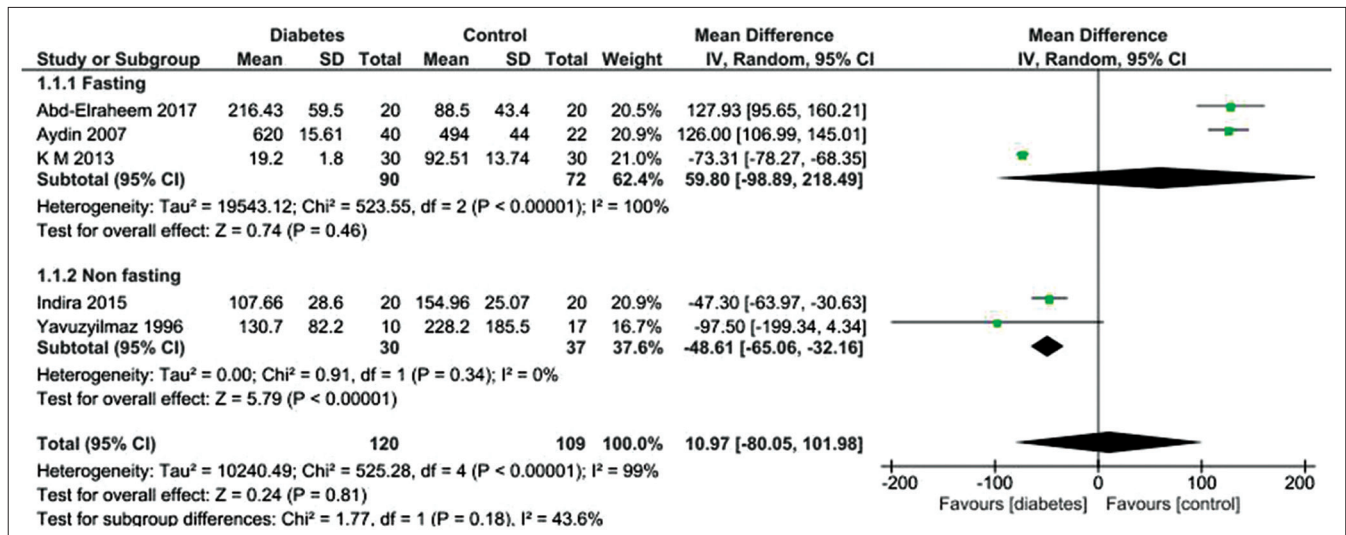 Diabetes Control Mean Difference Mean Difference
Study or Subgroup Mean SD Total Mean SD Total Weight IV, Random, 95% CI IV, Random, 95% CI
1.1.1 Fasting
Abd-Elraheem 2017 216.43 59.5 20 88.5 43.4 20 20.5% 127.93 [95.65, 160.21]
Aydin 2007 620 15.61 40 494 44 22 20.9% 126.00 [106.99, 145.01]
K M 2013 19.2 1.8 30 92.51 13.74 30 21.0% -73.31 [-78.27, -68.35]
Subtotal (95% CI) 90 72 62.4% 59.80 [-98.89, 218.49]
Heterogeneity: Tau² = 19543.12; Chi² = 523.55, df = 2 (P < 0.00001); I² = 100%
Test for overall effect: Z = 0.74 (P = 0.46)
1.1.2 Non fasting
Indira 2015 107.66 28.6 20 154.96 25.07 20 20.9% -47.30 [-63.97, -30.63]
Yavuzyilmaz 1996 130.7 82.2 10 228.2 185.5 17 16.7% -97.50 [-199.34, 4.34]
Subtotal (95% CI) 30 37 37.6% -48.61 [-65.06, -32.16]
Heterogeneity: Tau² = 0.00; Chi² = 0.91, df = 1 (P = 0.34); I² = 0%
Test for overall effect: Z = 5.79 (P < 0.00001)
Total (95% CI) 120 109 100.0% 10.97 [-80.05, 101.98]
Heterogeneity: Tau² = 10240.49; Chi² = 525.28, df = 4 (P < 0.00001); I² = 99%
Test for overall effect: Z = 0.24 (P = 0.81)
Test for subgroup differences: Chi² = 1.77, df = 1 (P = 0.18), I² = 43.6%
-200 -100 0 100 200
Favours [diabetes] Favours [control]